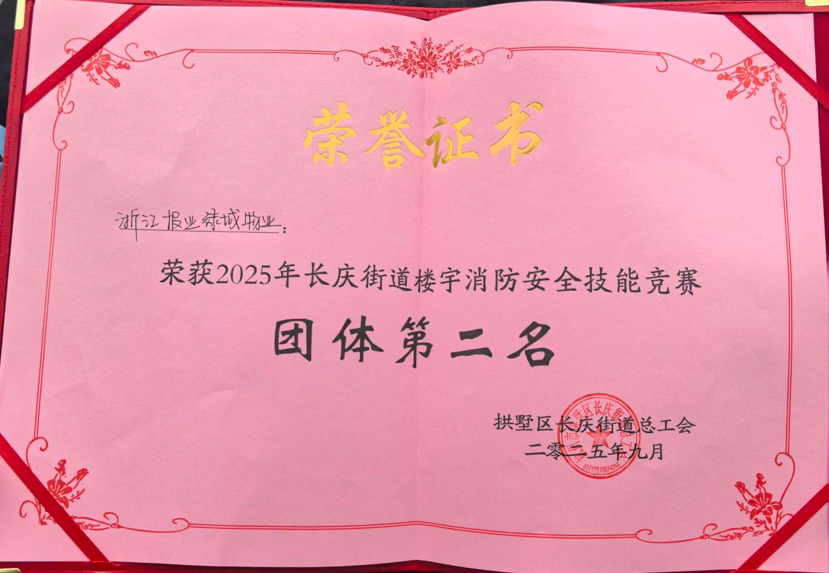 荣誉证书
浙江报业绿城物业：
荣获2025年长庆街道楼宇消防安全技能竞赛
团体第二名
拱墅区长庆街道总工会
二零二五年九月